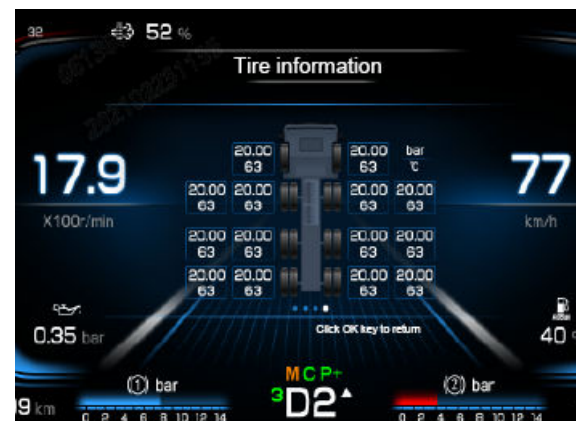 32
52 %
Tire information
20.00 20.00 bar
63 63 ℃
17.9
77
20.00 20.00 20.00 20.00
63 63 63 63
X100r/min
km/h
20.00 20.00 20.00 20.00
63 63 63 63
20.00 20.00 20.00 20.00
63 63 63 63
0.35 bar
40
Click OK key to return
M C P+
① bar
3 D2
② bar
9 km
0 2 4 6 8 10 12 14
0 2 4 6 8 10 12 14